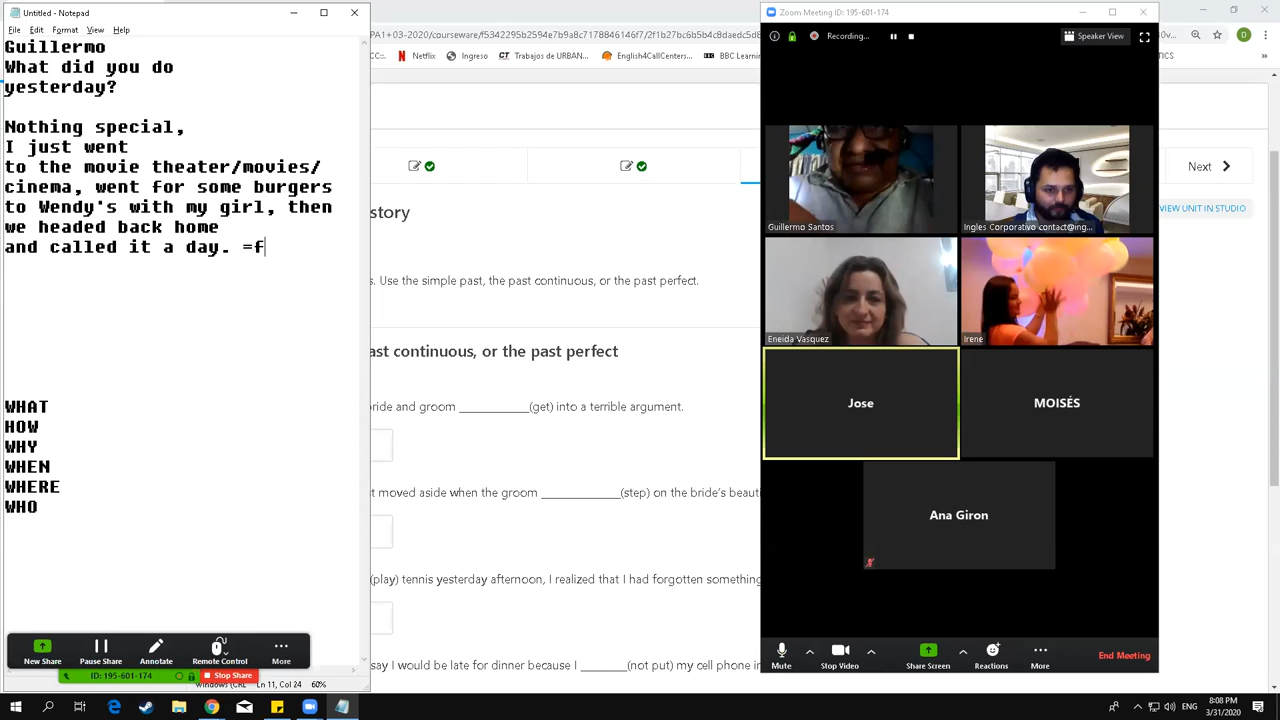 Untitled - Notepad
File Edit Format View Help
Guillermo
What did you do
yesterday?
Nothing special,
I just went
to the movie theater/movies/
cinema, went for some burgers
to Wendy's with my girl, then
we headed back home
and called it a day. =f
WHAT
HOW
WHY
WHEN
WHERE
WHO
New Share Pause Share Annotate Remote Control More
ID: 195-601-174 Stop Share
Windows (CRL Ln 11, Col 24 60%
Netflix Ingreso Trabajos de URBAN... English4CallCenters... BBC Learning
Next
VIEW UNIT IN STUDIO
story
s. Use the simple past, the past continuous, or the past perfect.
ast continuous, or the past perfect
bride and groom ___________(get) into a terrible argument.
t moved aside when the groom ____________(step) on the bride's
(play) tennis yesterday afternoon, I realized that I had forgotten something
say I would be late for dinner because I _______(not put) my cell phone
Zoom Meeting ID: 195-601-174
Recording...
Speaker View
Guillermo Santos
Ingles Corporativo contact@ing...
Eneida Vasquez
Irene
Jose
MOISÉS
Ana Giron
Mute Stop Video Share Screen Reactions More End Meeting
ENG
8:08 PM
3/31/2020